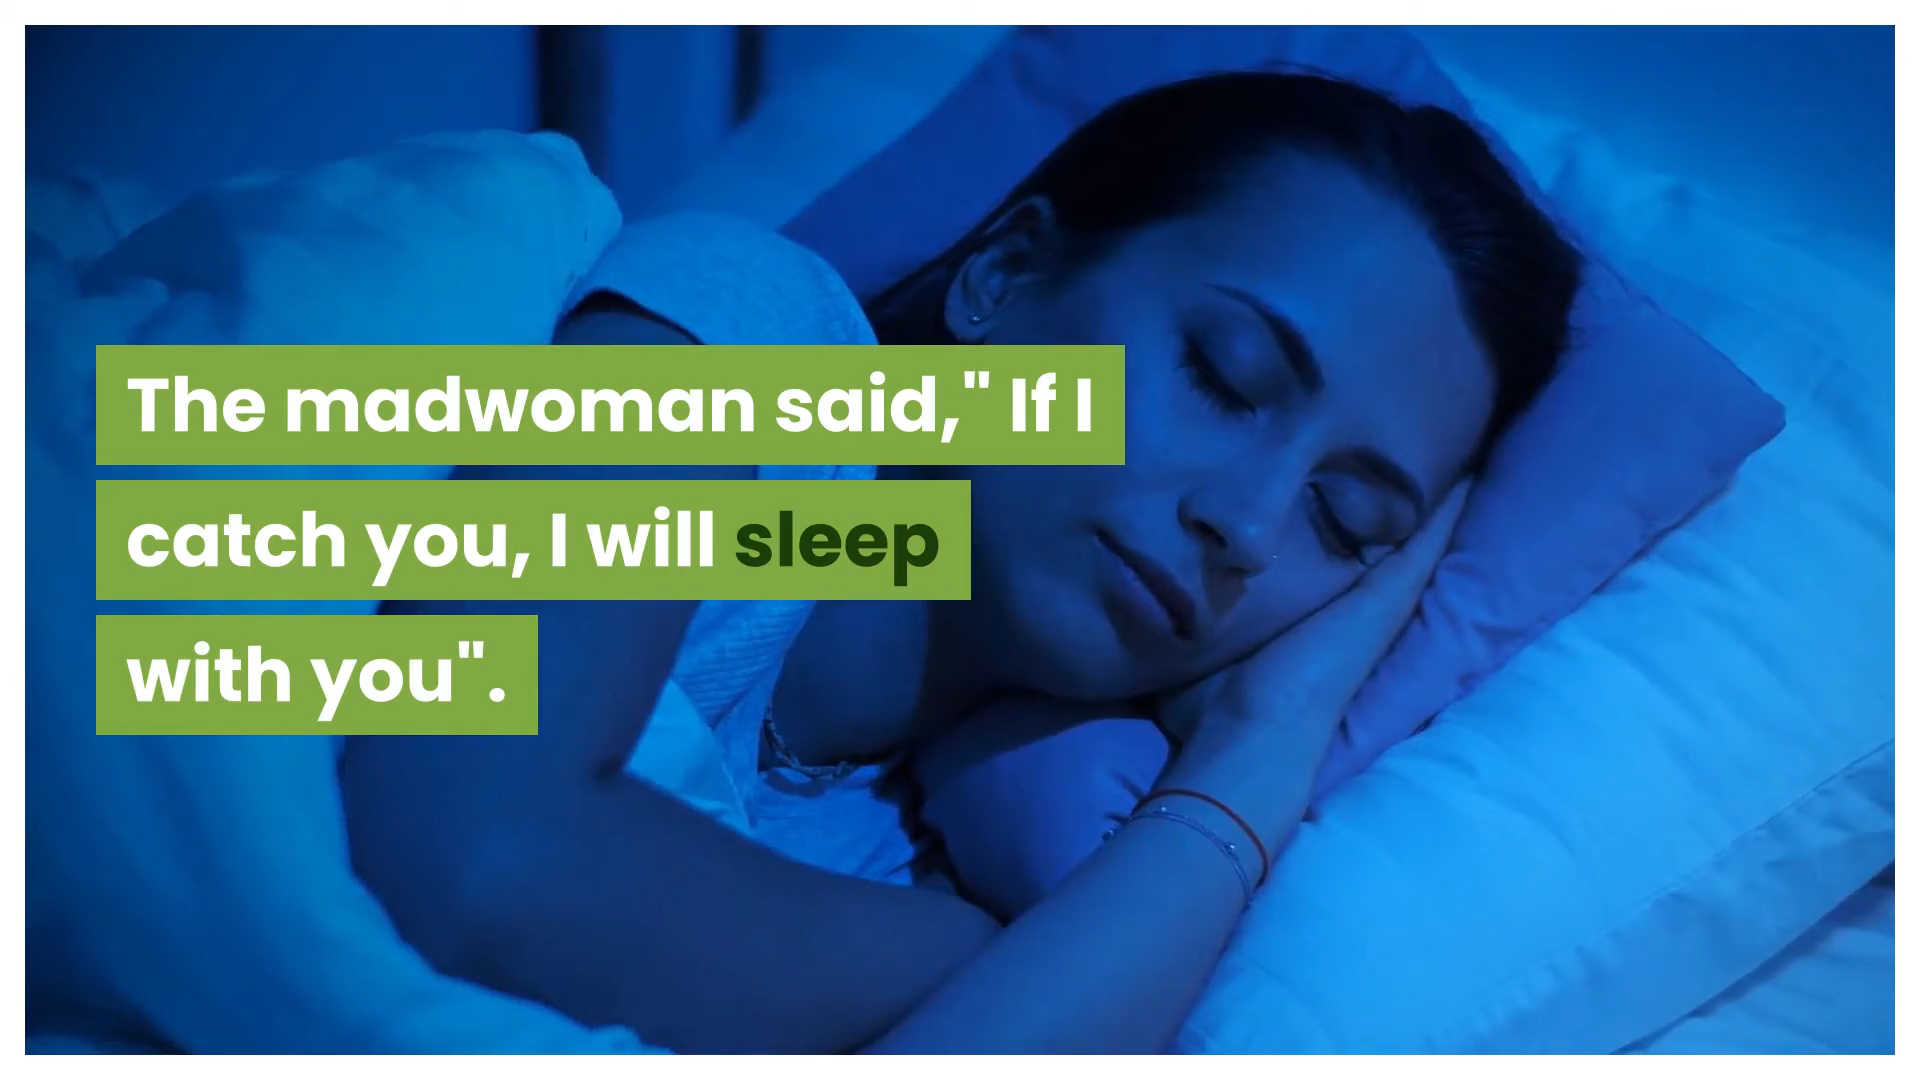 The madwoman said," If I
catch you, I will sleep
with you".